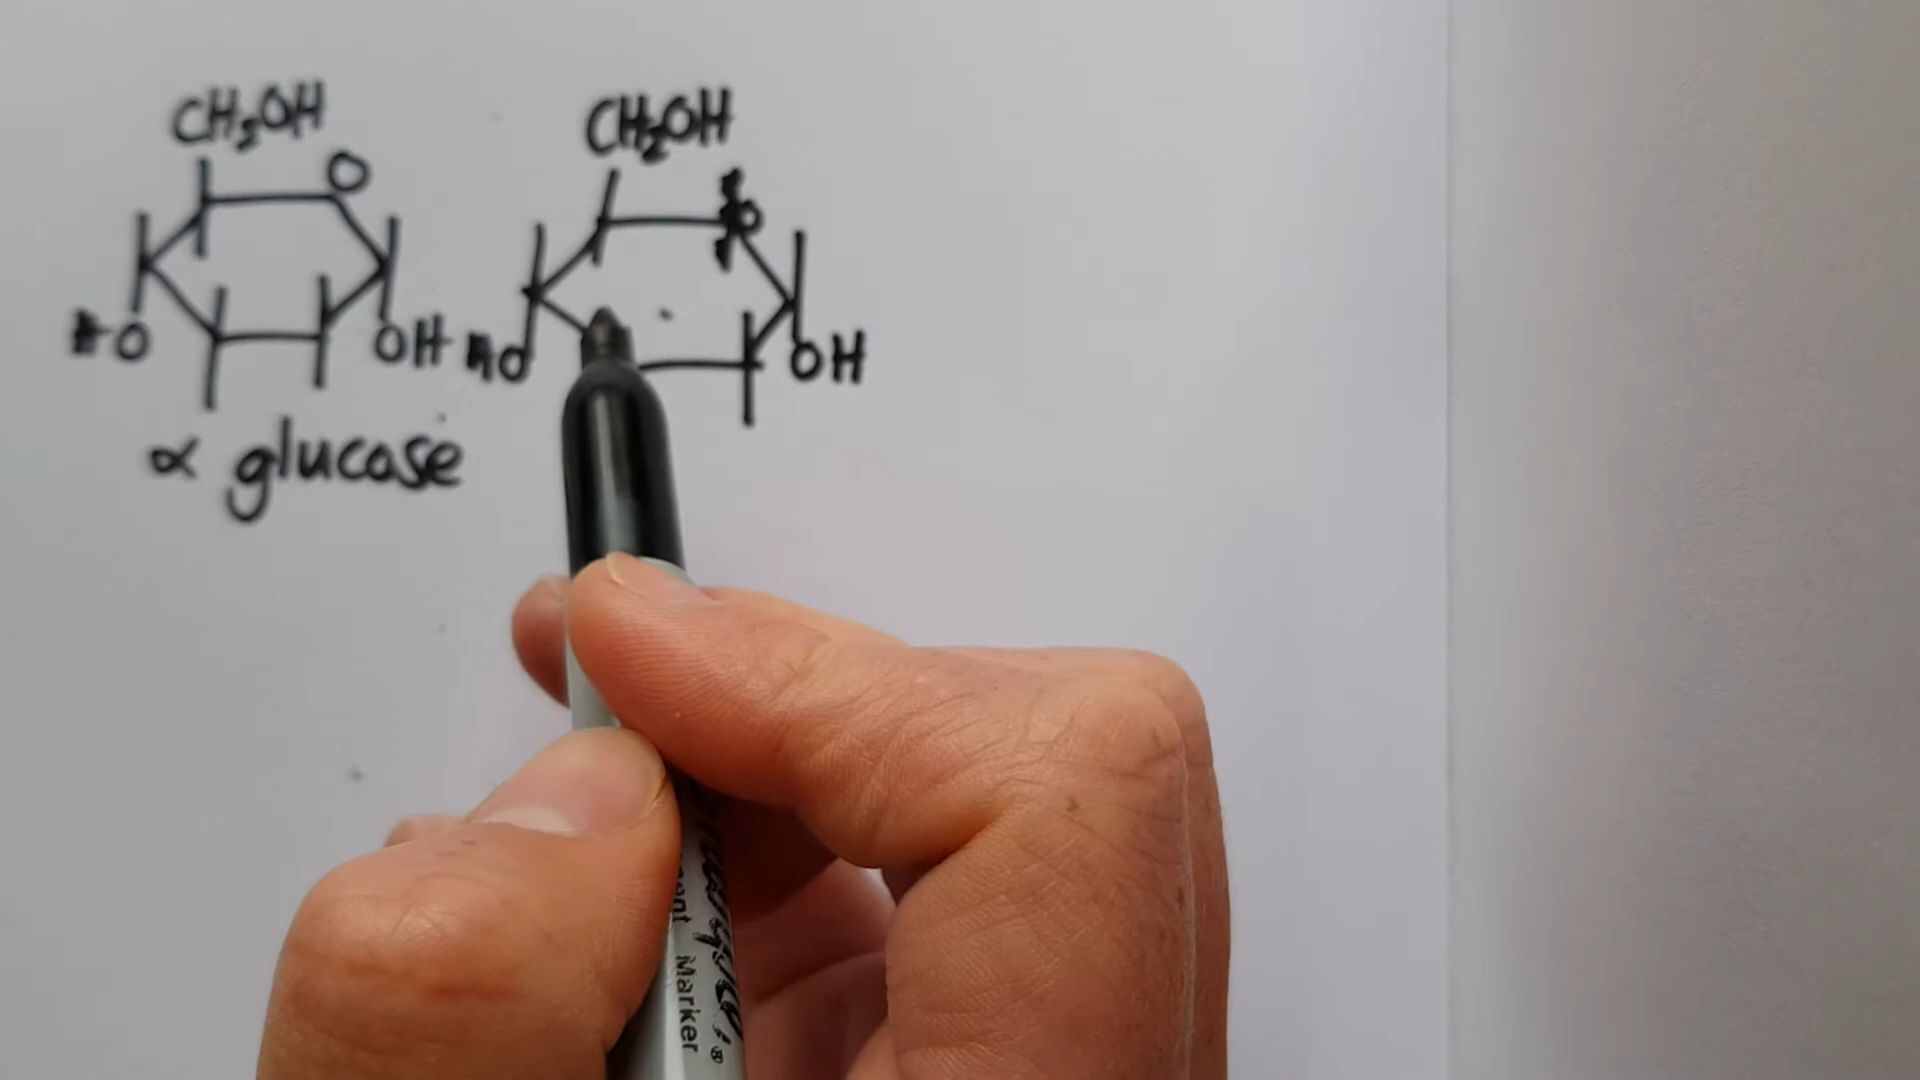 CH₂OH CH₂OH
O O
HO OH HO OH
α glucose
Marker